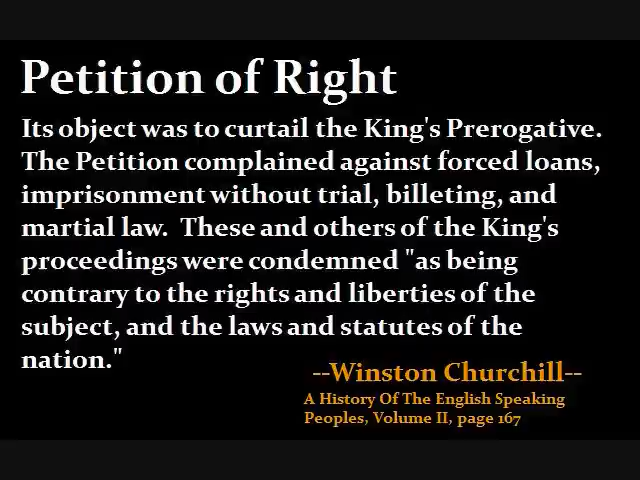 Petition of Right
Its object was to curtail the King's Prerogative.
The Petition complained against forced loans,
imprisonment without trial, billeting, and
martial law.  These and others of the King's
proceedings were condemned "as being
contrary to the rights and liberties of the
subject, and the laws and statutes of the
nation."
--Winston Churchill--
A History Of The English Speaking
Peoples, Volume II, page 167